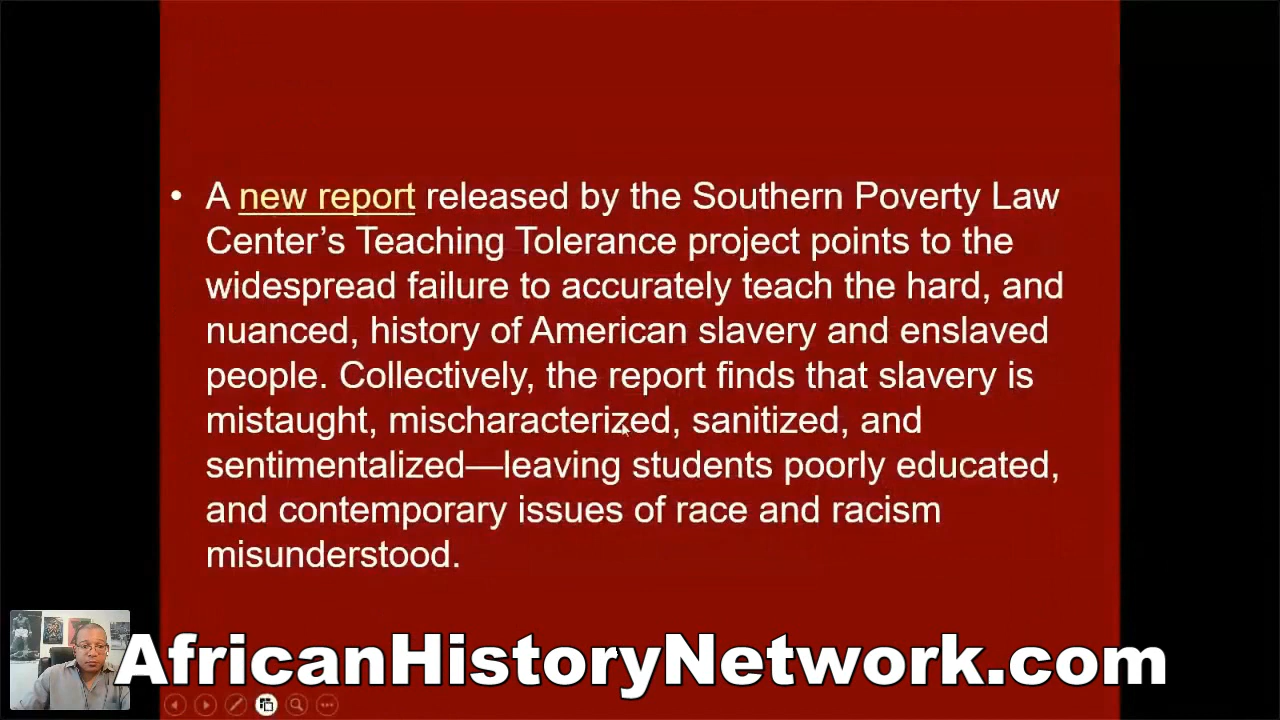 • A new report released by the Southern Poverty Law
Center’s Teaching Tolerance project points to the
widespread failure to accurately teach the hard, and
nuanced, history of American slavery and enslaved
people. Collectively, the report finds that slavery is
mistaught, mischaracterized, sanitized, and
sentimentalized—leaving students poorly educated,
and contemporary issues of race and racism
misunderstood.
AfricanHistoryNetwork.com